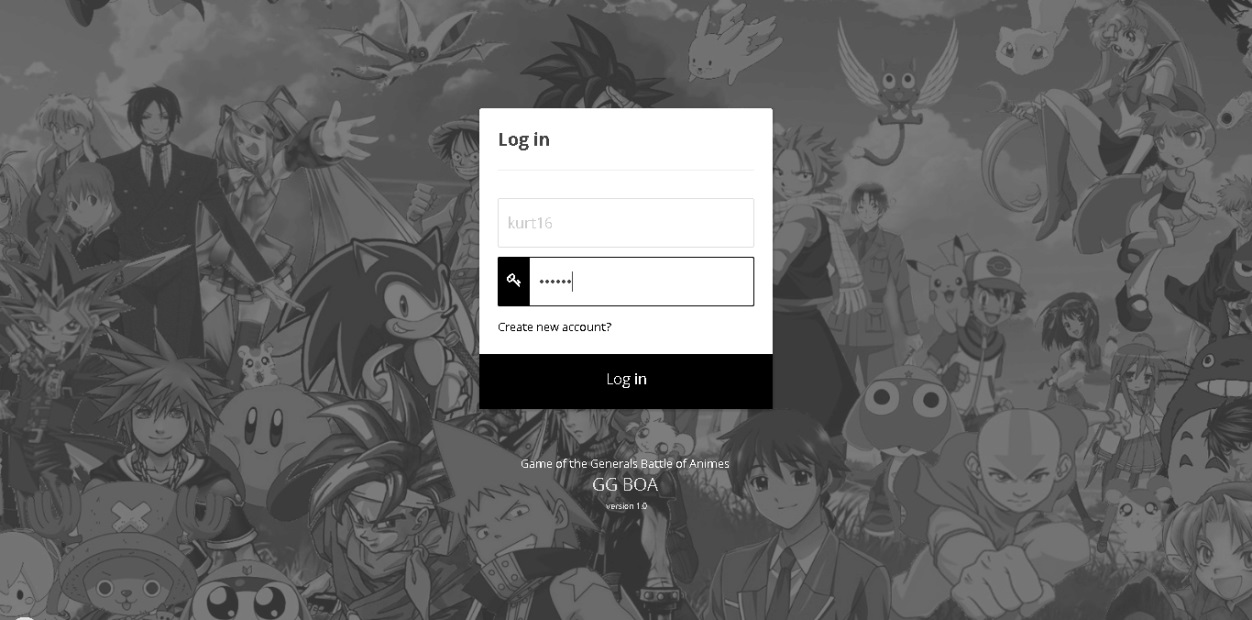 Log in
kurt16
••••••
Create new account?
Log in
Game of the Generals Battle of Animes
GG BOA
version 1.0